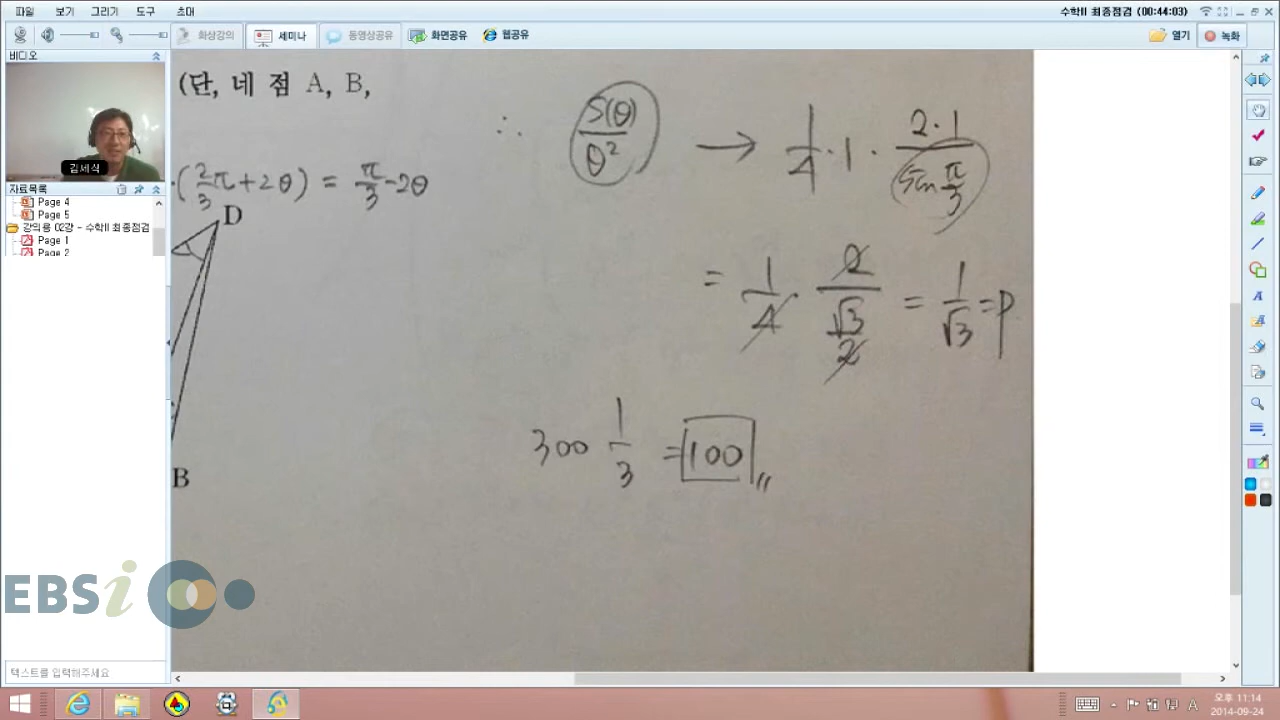 파일 보기 그리기 도구 초대
수학II 최종점검 (00:44:03)
화상강의 세미나 동영상공유 화면공유 웹공유
열기 녹화
비디오
김세식
자료목록
Page 4
Page 5
강의용 02강 - 수학II 최종점검
Page 1
Page 2
(단, 네 점 A, B,
(2/3 π + 2θ) = π/3 - 2θ
D
B
∴ S(θ)/θ² → 1/4 · 1 · 2·1/sin π/3
= 1/4 · 2/(√3/2) = 1/√3 = p
300 1/3 = 100
EBSi
텍스트를 입력해주세요
A
오후 11:14
2014-09-24